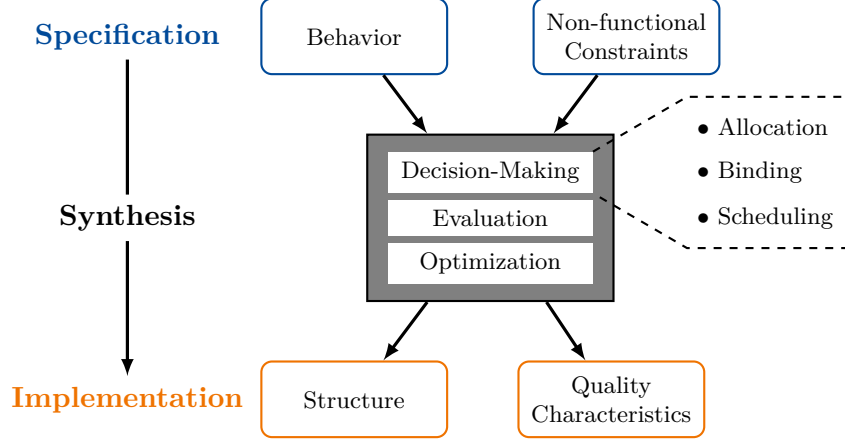 Specification
Behavior
Non-functional
Constraints
Synthesis
Decision-Making
Evaluation
Optimization
• Allocation
• Binding
• Scheduling
Implementation
Structure
Quality
Characteristics